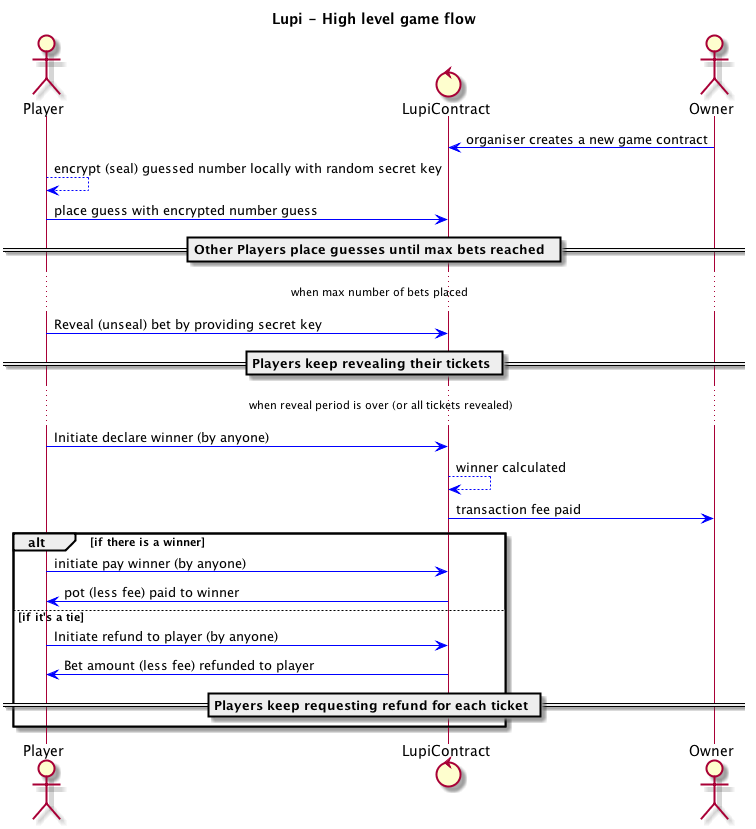 Lupi - High level game flow
Player
LupiContract
Owner
organiser creates a new game contract
encrypt (seal) guessed number locally with random secret key
place guess with encrypted number guess
Other Players place guesses until max bets reached
when max number of bets placed
Reveal (unseal) bet by providing secret key
Players keep revealing their tickets
when reveal period is over (or all tickets revealed)
Initiate declare winner (by anyone)
winner calculated
transaction fee paid
alt [if there is a winner]
initiate pay winner (by anyone)
pot (less fee) paid to winner
[if it's a tie]
Initiate refund to player (by anyone)
Bet amount (less fee) refunded to player
Players keep requesting refund for each ticket
Player
LupiContract
Owner